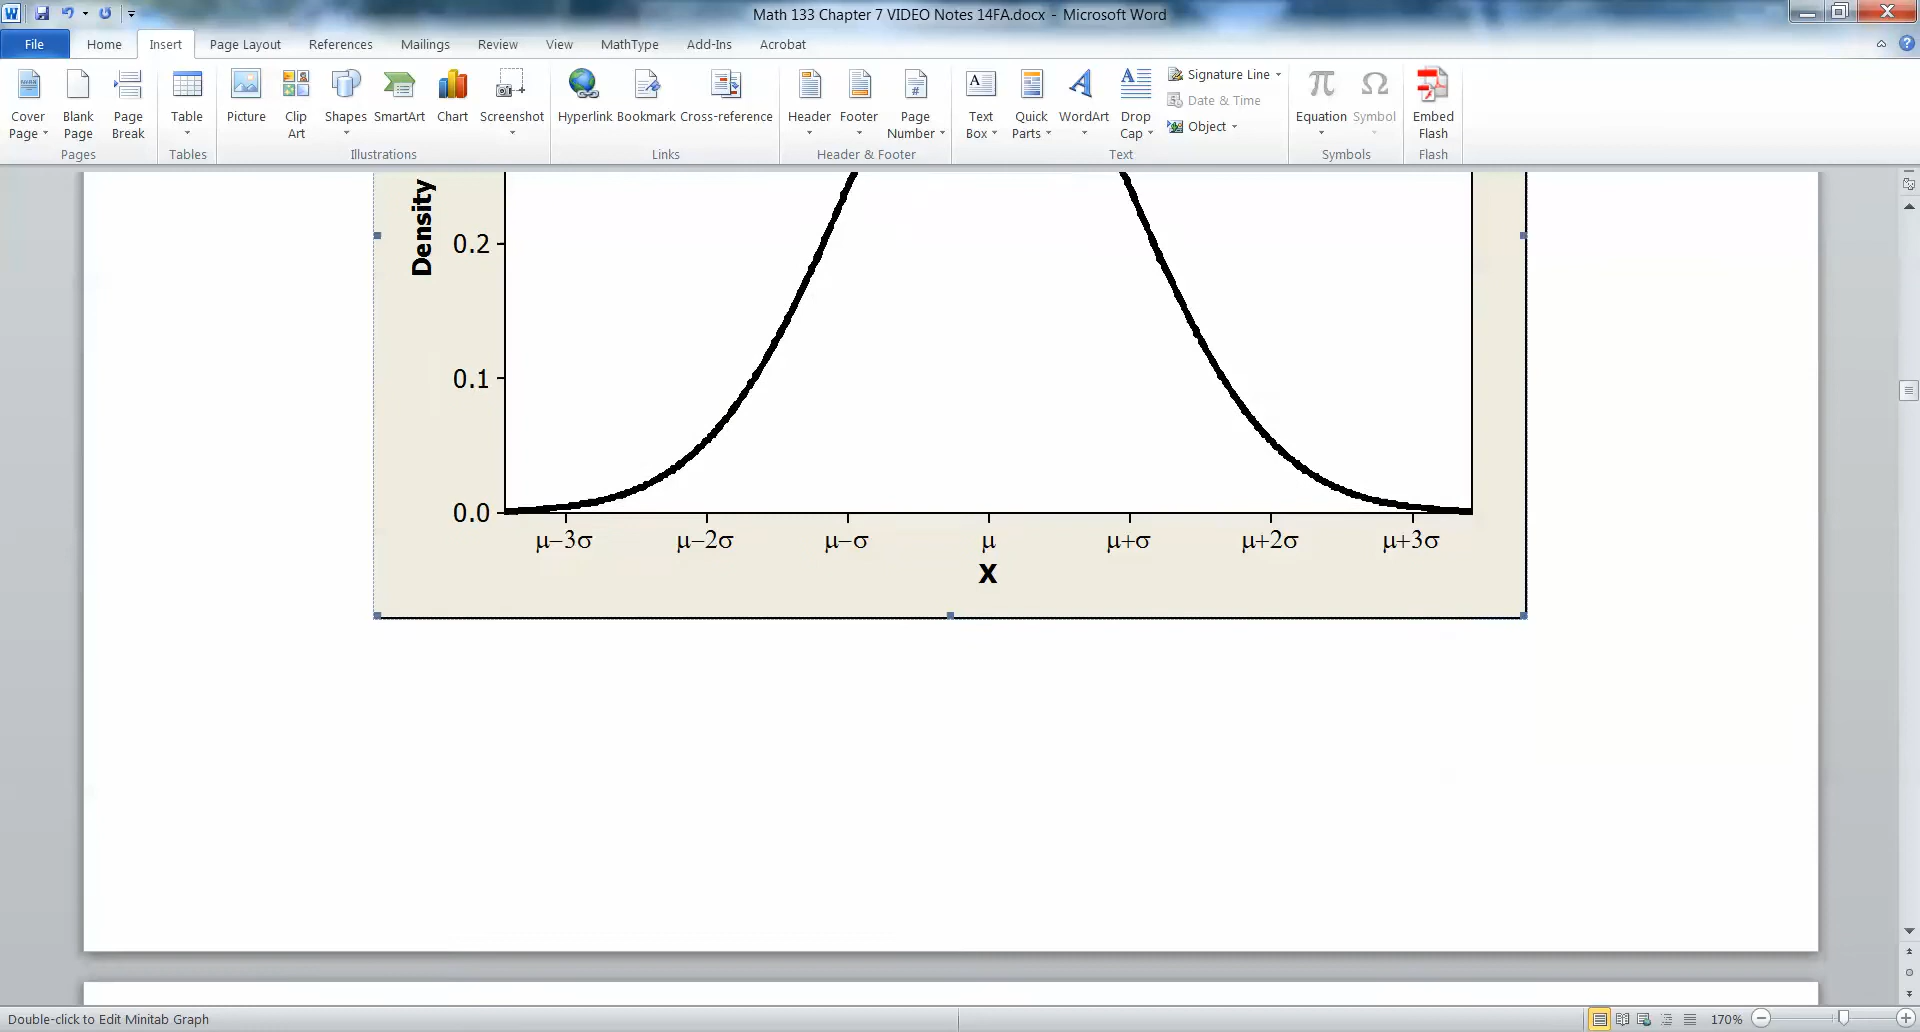 Math 133 Chapter 7 VIDEO Notes 14FA.docx - Microsoft Word
File Home Insert Page Layout References Mailings Review View MathType Add-Ins Acrobat
Cover Page
Blank Page
Page Break
Pages
Table
Tables
Picture
Clip Art
Shapes
SmartArt
Chart
Screenshot
Illustrations
Hyperlink
Bookmark
Cross-reference
Links
Header
Footer
Page Number
Header & Footer
Text Box
Quick Parts
WordArt
Drop Cap
Signature Line
Date & Time
Object
Text
Equation
Symbol
Symbols
Embed Flash
Flash
Density
0.2
0.1
0.0
μ−3σ μ−2σ μ−σ μ μ+σ μ+2σ μ+3σ
X
Double-click to Edit Minitab Graph
170%